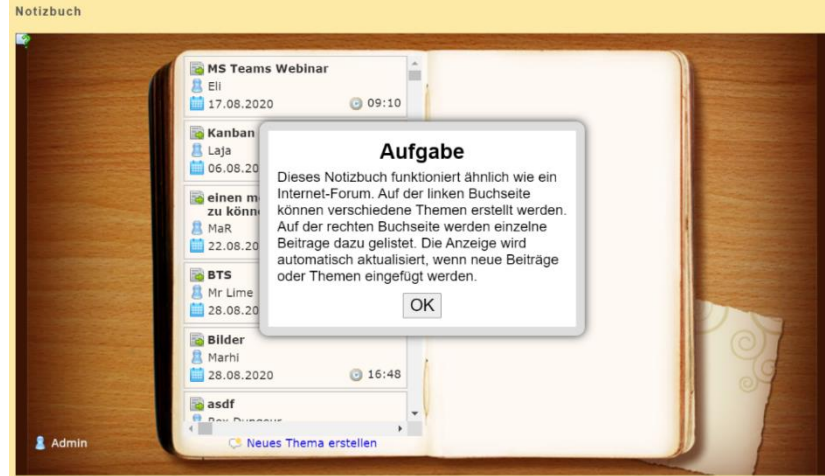 Notizbuch
MS Teams Webinar
Eli
17.08.2020 09:10
Kanban
Laja
06.08.20
einen m
zu könn
MaR
22.08.20
BTS
Mr Lime
28.08.20
Bilder
Marhi
28.08.2020 16:48
asdf
Neues Thema erstellen
Admin
Aufgabe
Dieses Notizbuch funktioniert ähnlich wie ein
Internet-Forum. Auf der linken Buchseite
können verschiedene Themen erstellt werden.
Auf der rechten Buchseite werden einzelne
Beitrage dazu gelistet. Die Anzeige wird
automatisch aktualisiert, wenn neue Beiträge
oder Themen eingefügt werden.
OK